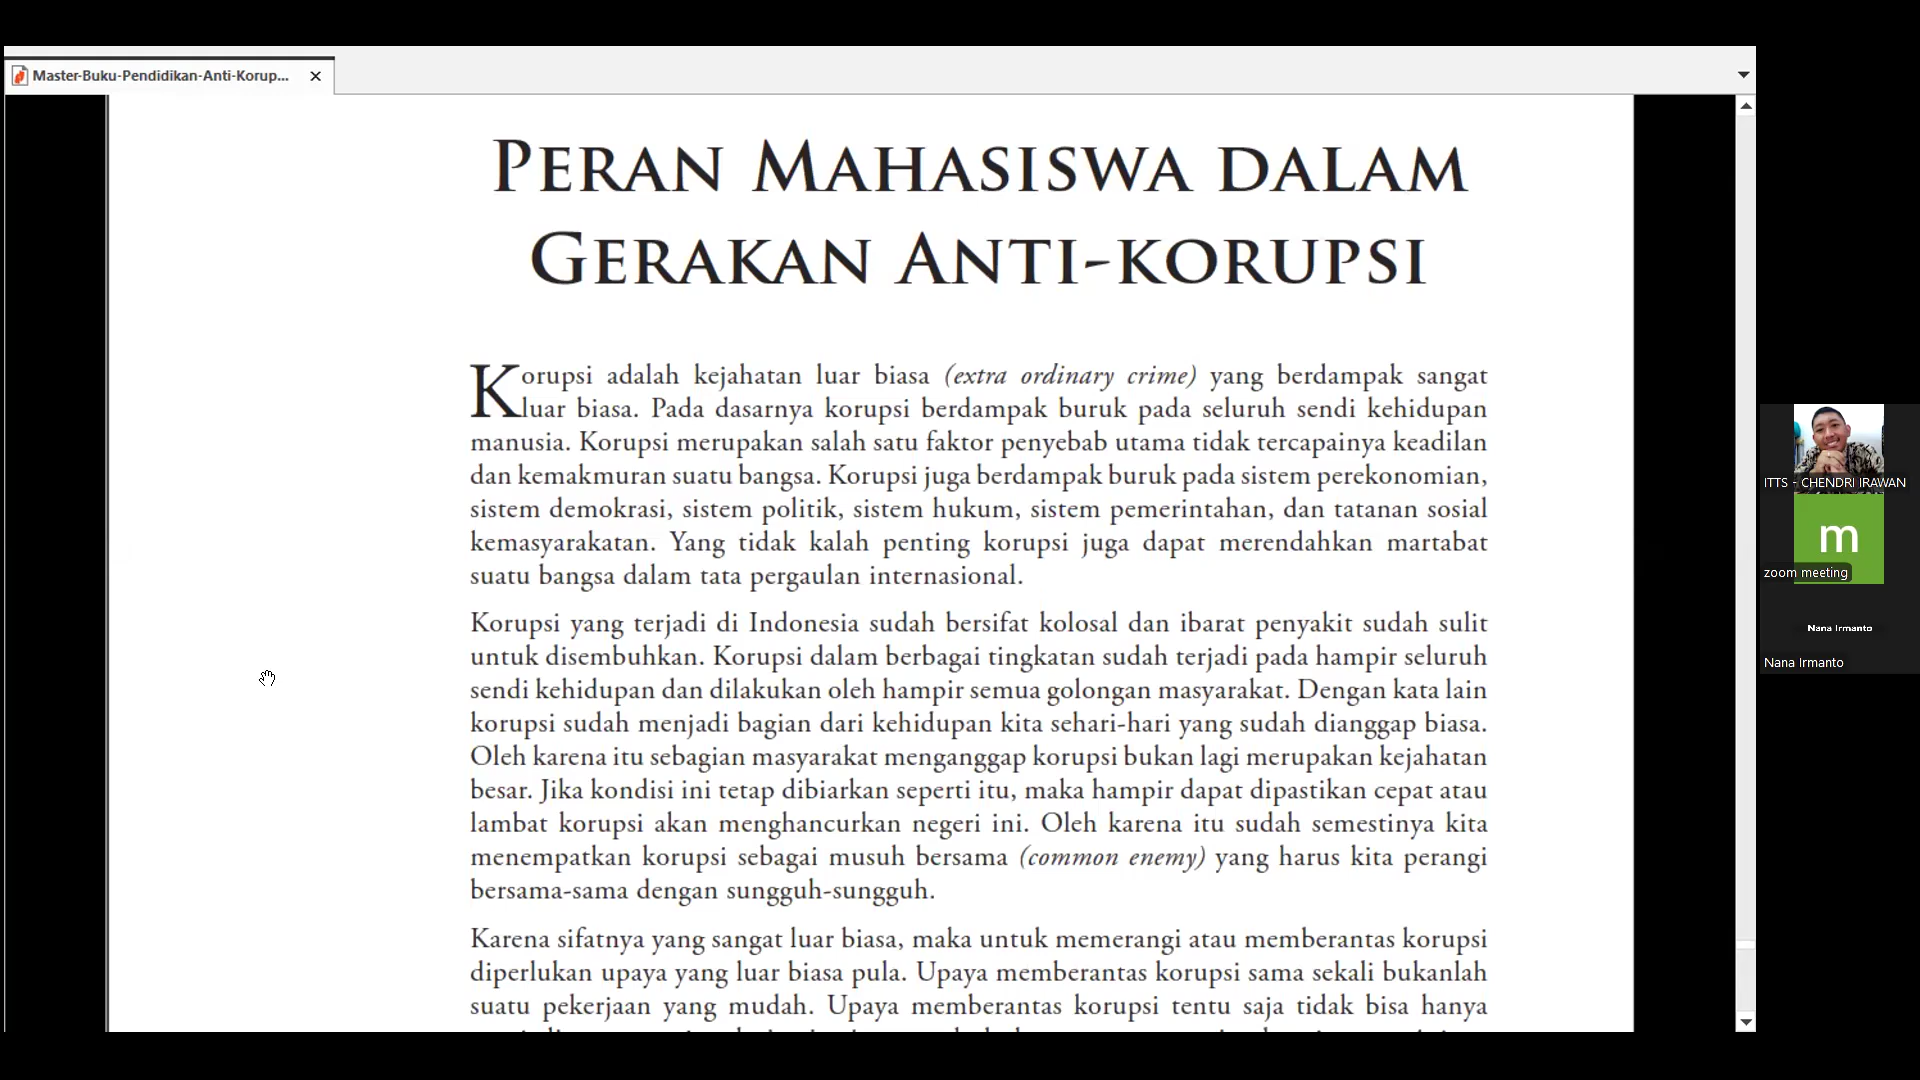 Master-Buku-Pendidikan-Anti-Korup...
PERAN MAHASISWA DALAM
GERAKAN ANTI-KORUPSI
Korupsi adalah kejahatan luar biasa (extra ordinary crime) yang berdampak sangat
luar biasa. Pada dasarnya korupsi berdampak buruk pada seluruh sendi kehidupan
manusia. Korupsi merupakan salah satu faktor penyebab utama tidak tercapainya keadilan
dan kemakmuran suatu bangsa. Korupsi juga berdampak buruk pada sistem perekonomian,
sistem demokrasi, sistem politik, sistem hukum, sistem pemerintahan, dan tatanan sosial
kemasyarakatan. Yang tidak kalah penting korupsi juga dapat merendahkan martabat
suatu bangsa dalam tata pergaulan internasional.
Korupsi yang terjadi di Indonesia sudah bersifat kolosal dan ibarat penyakit sudah sulit
untuk disembuhkan. Korupsi dalam berbagai tingkatan sudah terjadi pada hampir seluruh
sendi kehidupan dan dilakukan oleh hampir semua golongan masyarakat. Dengan kata lain
korupsi sudah menjadi bagian dari kehidupan kita sehari-hari yang sudah dianggap biasa.
Oleh karena itu sebagian masyarakat menganggap korupsi bukan lagi merupakan kejahatan
besar. Jika kondisi ini tetap dibiarkan seperti itu, maka hampir dapat dipastikan cepat atau
lambat korupsi akan menghancurkan negeri ini. Oleh karena itu sudah semestinya kita
menempatkan korupsi sebagai musuh bersama (common enemy) yang harus kita perangi
bersama-sama dengan sungguh-sungguh.
Karena sifatnya yang sangat luar biasa, maka untuk memerangi atau memberantas korupsi
diperlukan upaya yang luar biasa pula. Upaya memberantas korupsi sama sekali bukanlah
suatu pekerjaan yang mudah. Upaya memberantas korupsi tentu saja tidak bisa hanya
ITTS - CHENDRI IRAWAN
m
zoom meeting
Nana Irmanto
Nana Irmanto